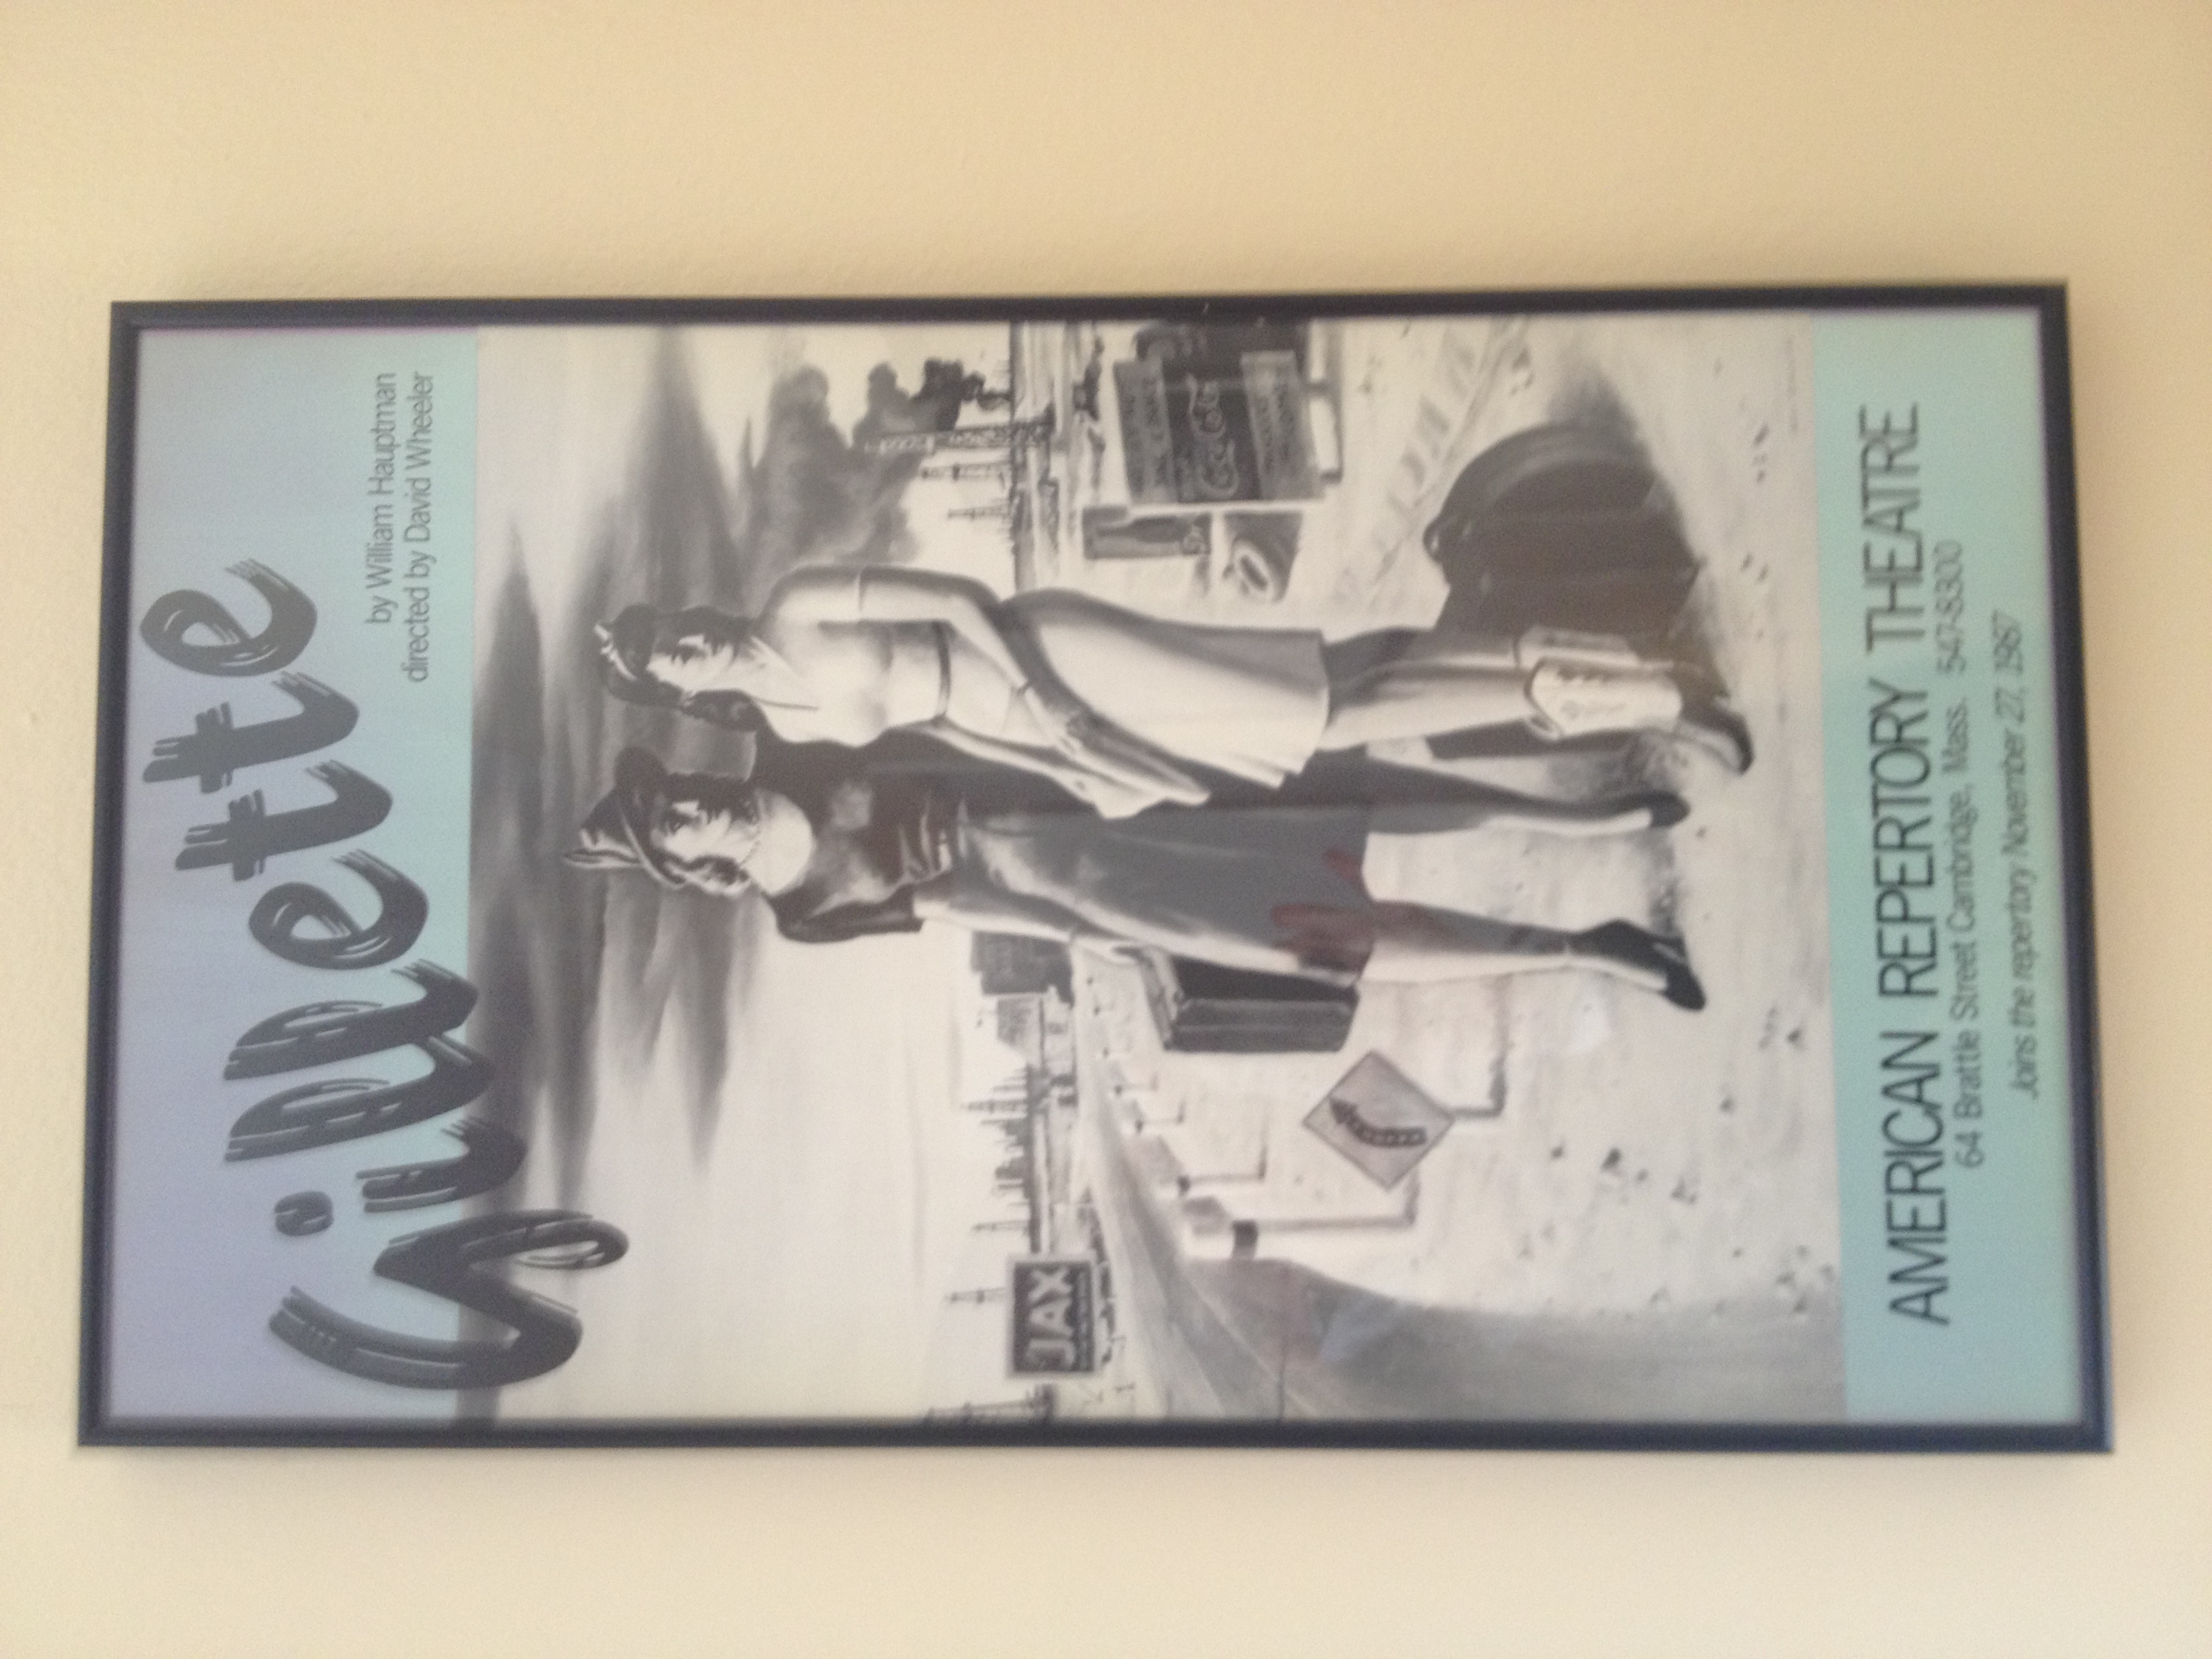 Gillette
by William Hauptman
directed by David Wheeler
JAX
Coca-Cola
AMERICAN REPERTORY THEATRE
64 Brattle Street Cambridge, Mass. 547-8300
Joins the repertory November 27, 1987